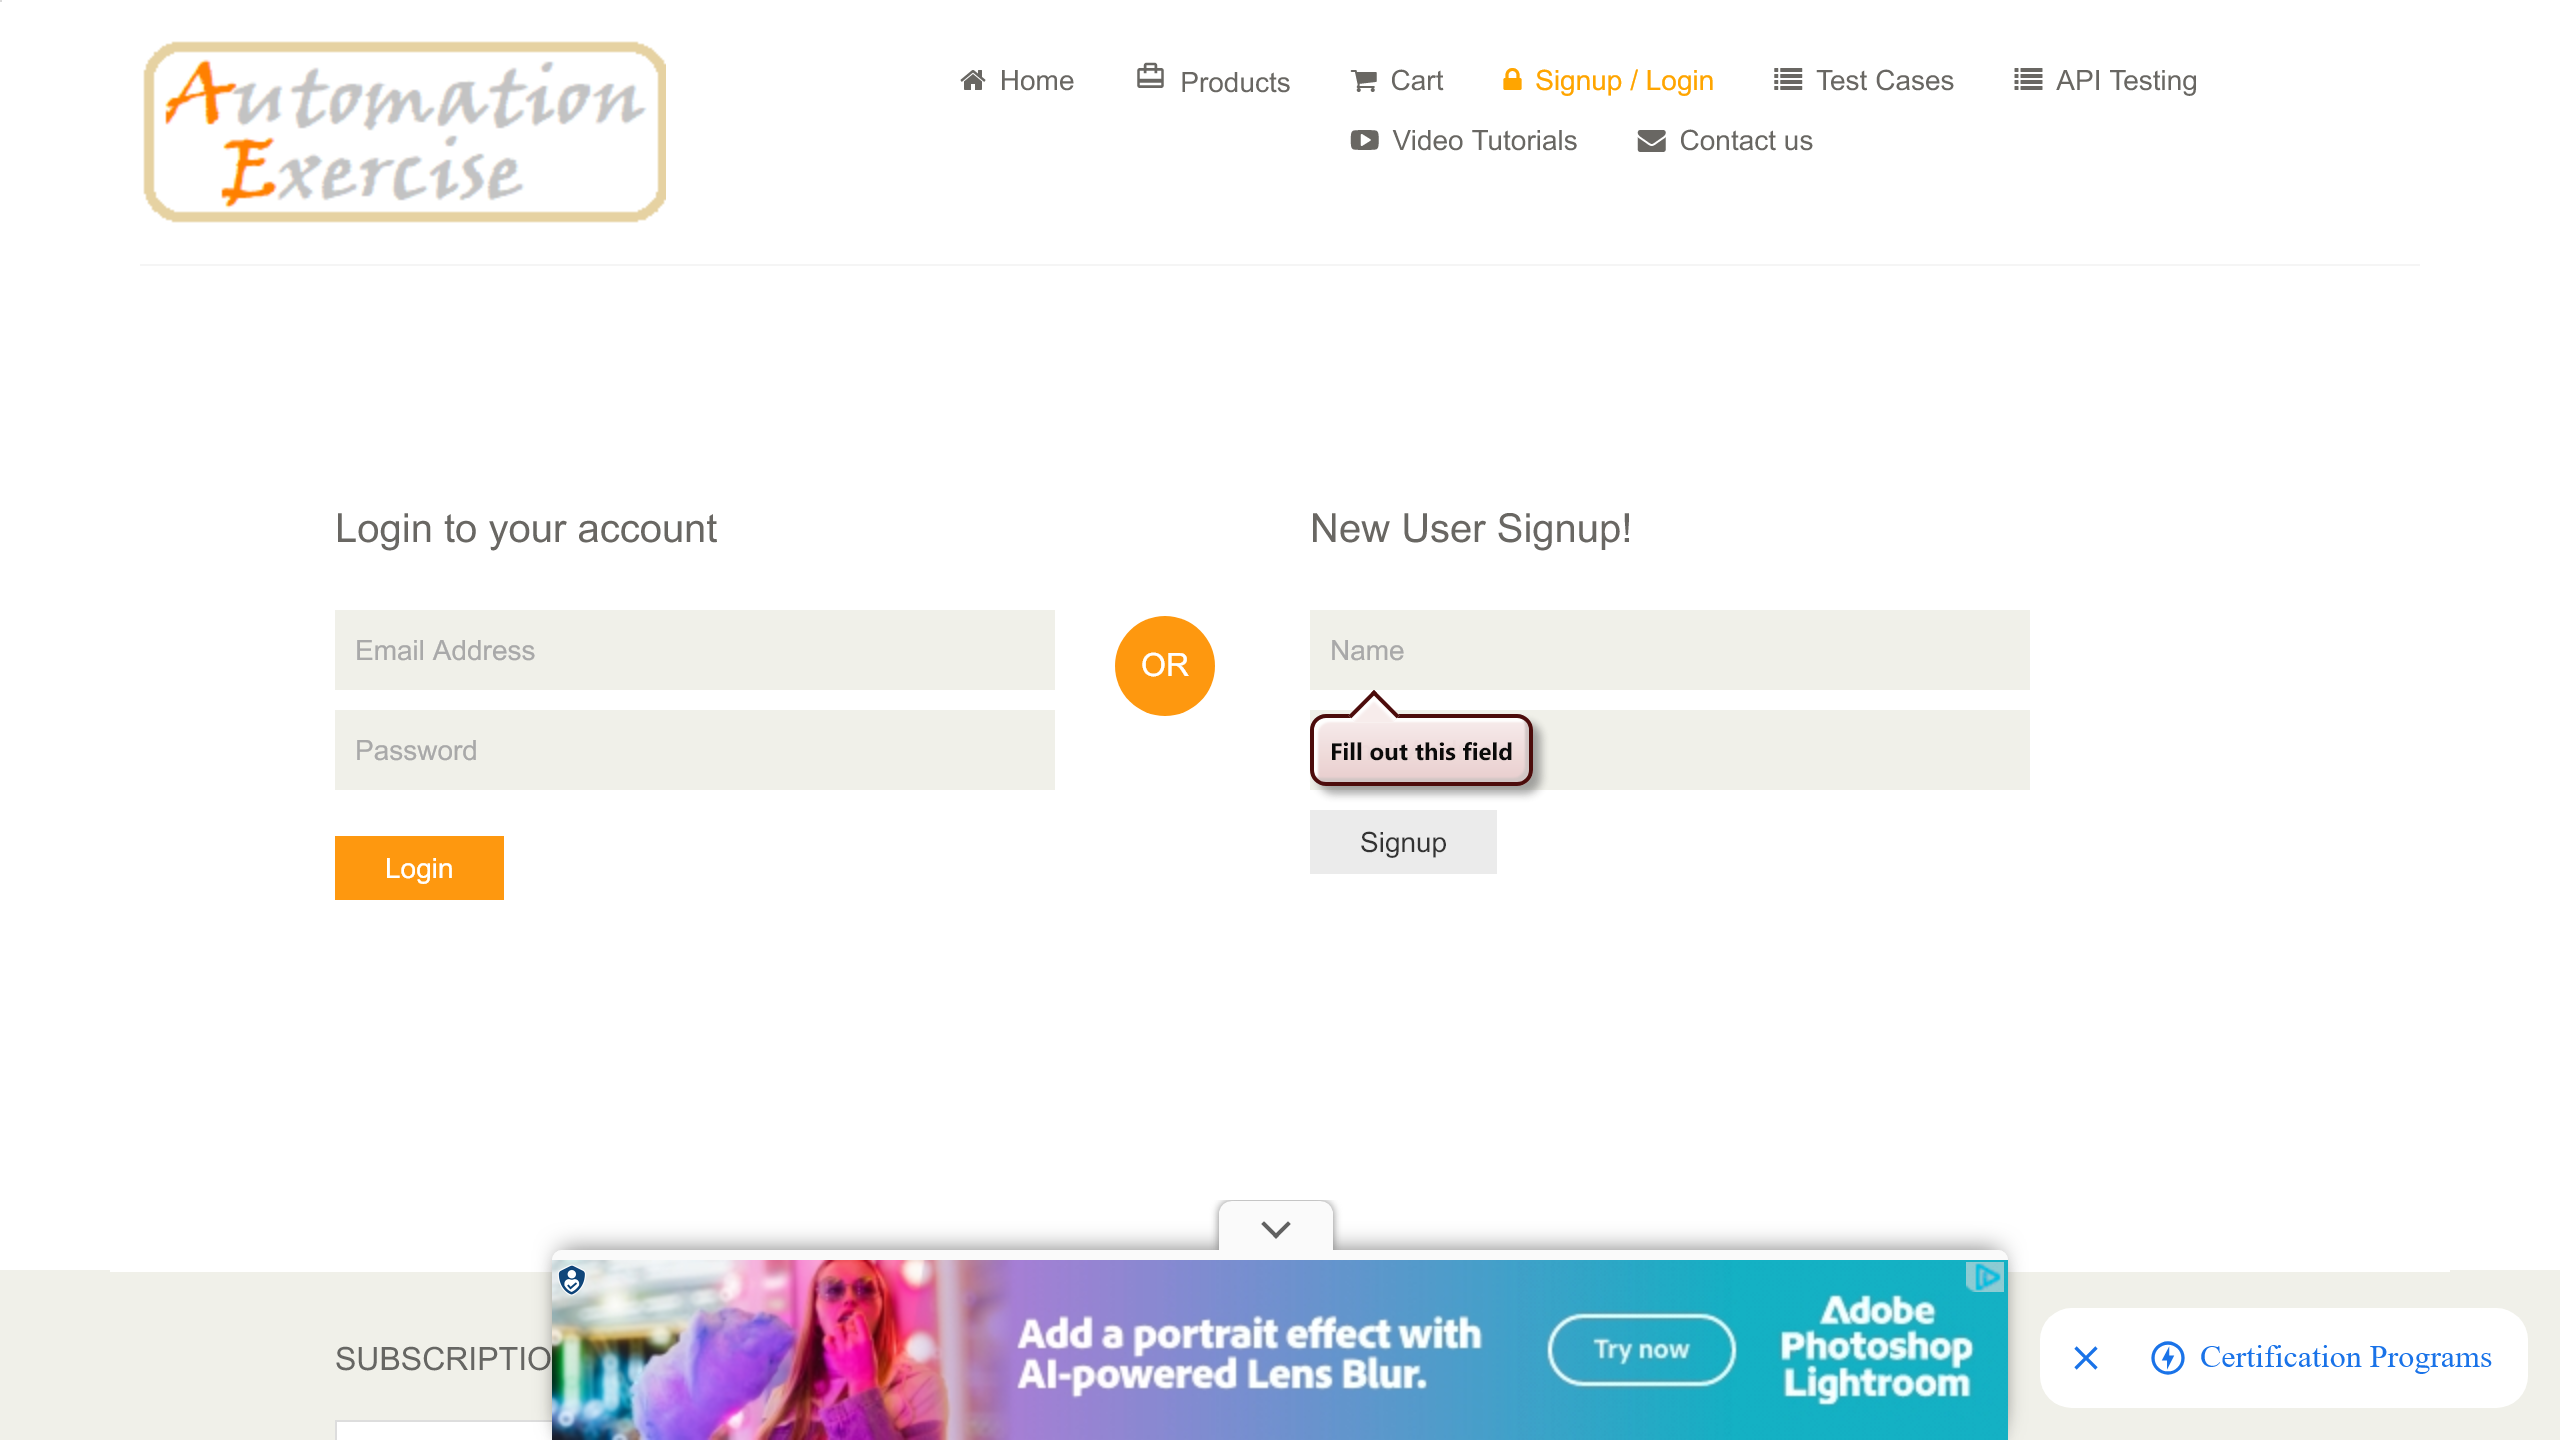 Automation
Exercise
Home
Products
Cart
Signup / Login
Test Cases
API Testing
Video Tutorials
Contact us
Login to your account
Email Address
Password
Login
OR
New User Signup!
Name
Fill out this field
Signup
SUBSCRIPTIO
Add a portrait effect with
AI-powered Lens Blur.
Try now
Adobe
Photoshop
Lightroom
Certification Programs